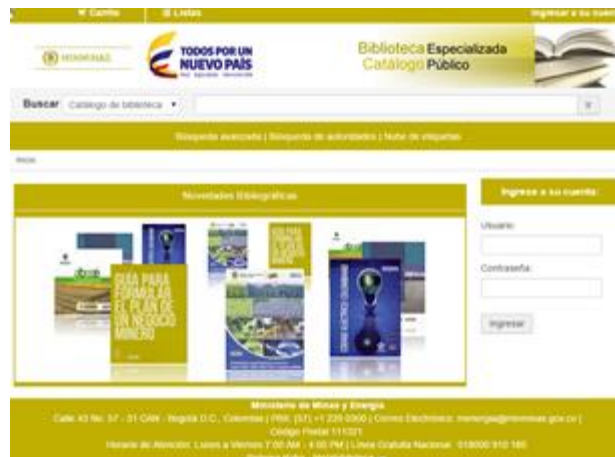 Carrito Listas Ingresar a su cuenta
MINMINAS
TODOS POR UN
NUEVO PAÍS
Biblioteca Especializada
Catálogo Público
Buscar Catálogo de biblioteca
Búsqueda avanzada | Búsqueda de autoridades | Nube de etiquetas
Inicio
Novedades Bibliográficas
Ingrese a su cuenta:
Usuario:
Contraseña:
Ingresar
GUÍA PARA
FORMULAR
EL PLAN DE
UN NEGOCIO
MINERO
Ministerio de Minas y Energía
Calle 43 No. 57 - 31 CAN - Bogotá D.C., Colombia | PBX. (57) +1 220 0300 | Correo Electrónico: menergia@minminas.gov.co |
Código Postal 111321
Horario de Atención: Lunes a Viernes 7:00 AM - 4:00 PM | Línea Gratuita Nacional: 018000 910 180